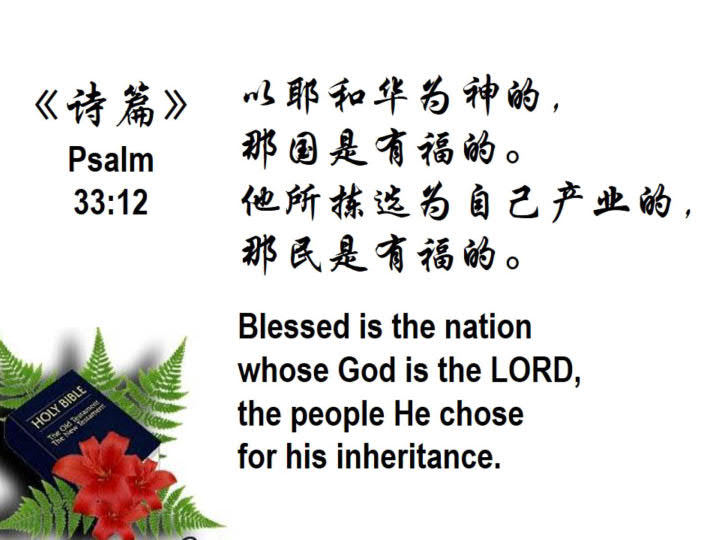 《诗篇》
Psalm
33:12
以耶和华为神的，
那国是有福的。
他所拣选为自己产业的，
那民是有福的。
Blessed is the nation
whose God is the LORD,
the people He chose
for his inheritance.
HOLY BIBLE
The Old Testament
The New Testament